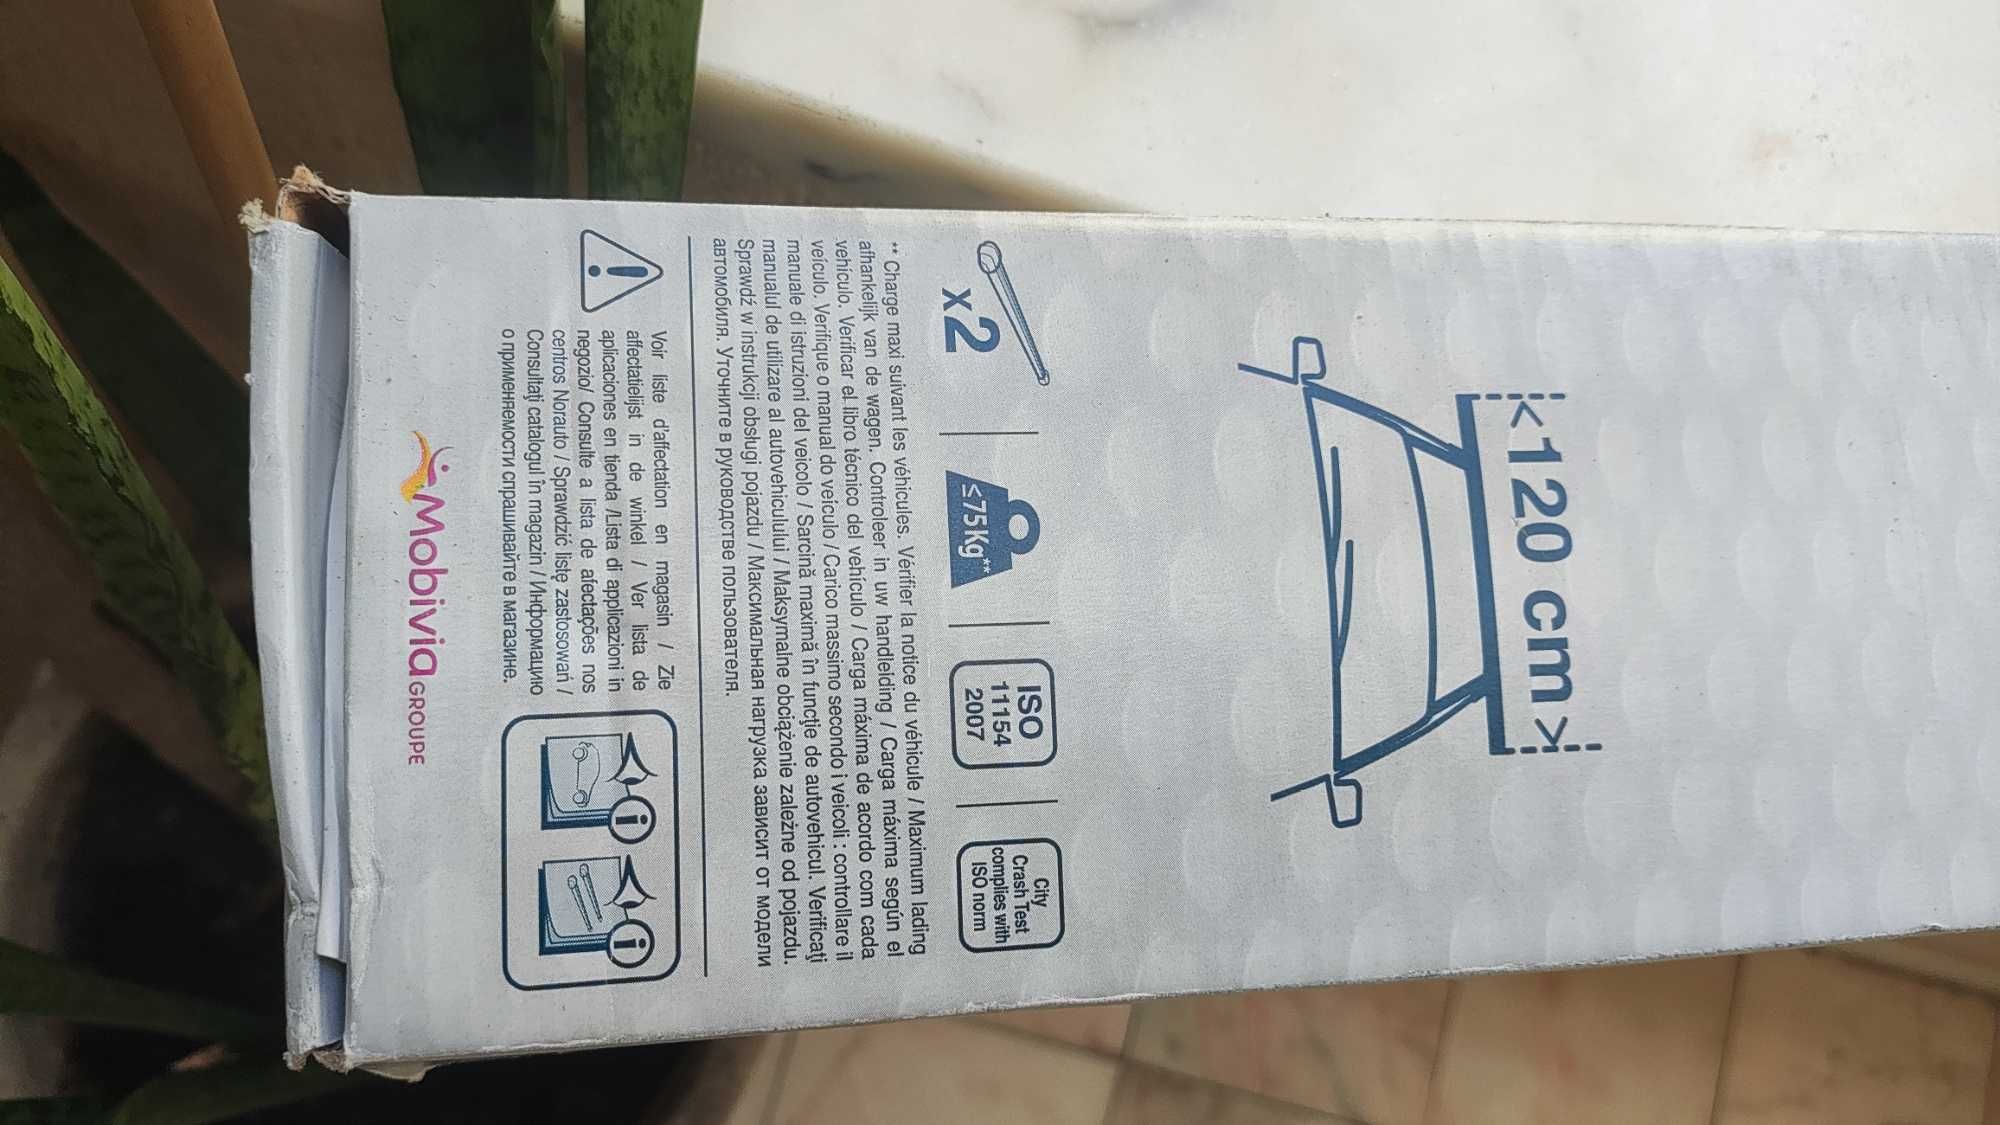 <120 cm>
x2
≤75Kg**
ISO
11154
2007
City
Crash Test
complies with
ISO norm
** Charge maxi suivant les véhicules. Vérifier la notice du véhicule / Maximum lading
afhankelijk van de wagen. Controleer in uw handleiding / Carga máxima según el
vehículo. Verificar el libro técnico del vehículo / Carga máxima de acordo com cada
veículo. Verifique o manual do veículo / Carico massimo secondo i veicoli : controllare il
manuale di istruzioni del veicolo / Sarcină maximă în funcţie de autovehicul. Verificaţi
manualul de utilizare al autovehiculului / Maksymalne obciążenie zależne od pojazdu.
Sprawdź w instrukcji obsługi pojazdu / Максимальная нагрузка зависит от модели
автомобиля. Уточните в руководстве пользователя.
Voir liste d'affectation en magasin / Zie
affectatielijst in de winkel / Ver lista de
aplicaciones en tienda /Lista di applicazioni in
negozio/ Consulte a lista de afectações nos
centros Norauto / Sprawdzić listę zastosowań /
Consultaţi catalogul în magazin / Информацию
о применяемости спрашивайте в магазине.
i
i
Mobivia GROUPE